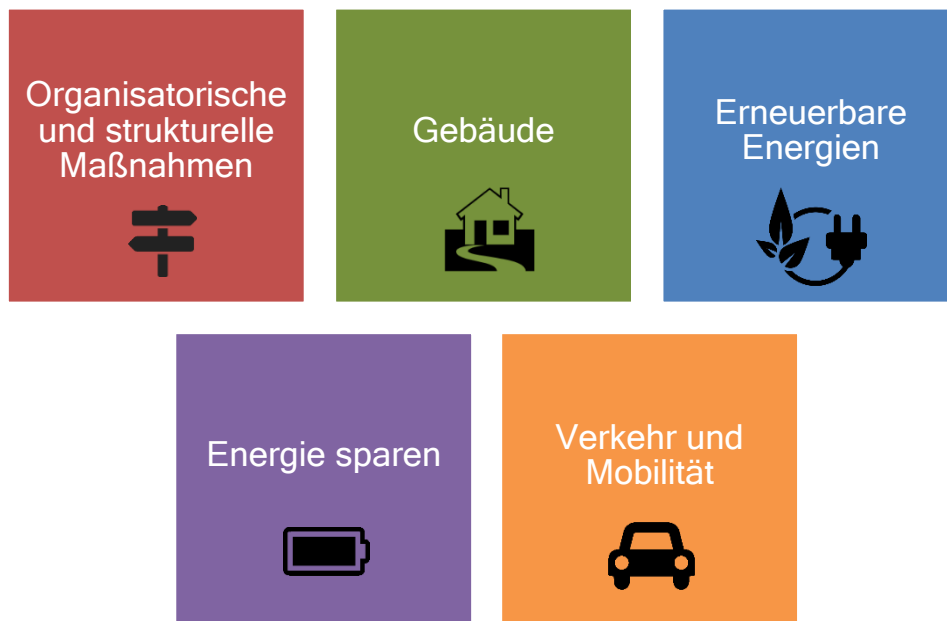 Organisatorische
und strukturelle
Maßnahmen
Gebäude
Erneuerbare
Energien
Energie sparen
Verkehr und
Mobilität